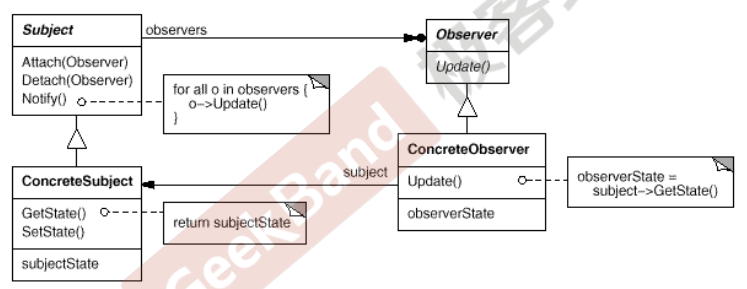 Subject
observers
Observer
Attach(Observer)
Detach(Observer)
Notify()
Update()
for all o in observers {
o->Update()
}
ConcreteSubject
subject
ConcreteObserver
GetState()
SetState()
return subjectState
Update()
observerState =
subject->GetState()
subjectState
observerState
GeekBand
极客